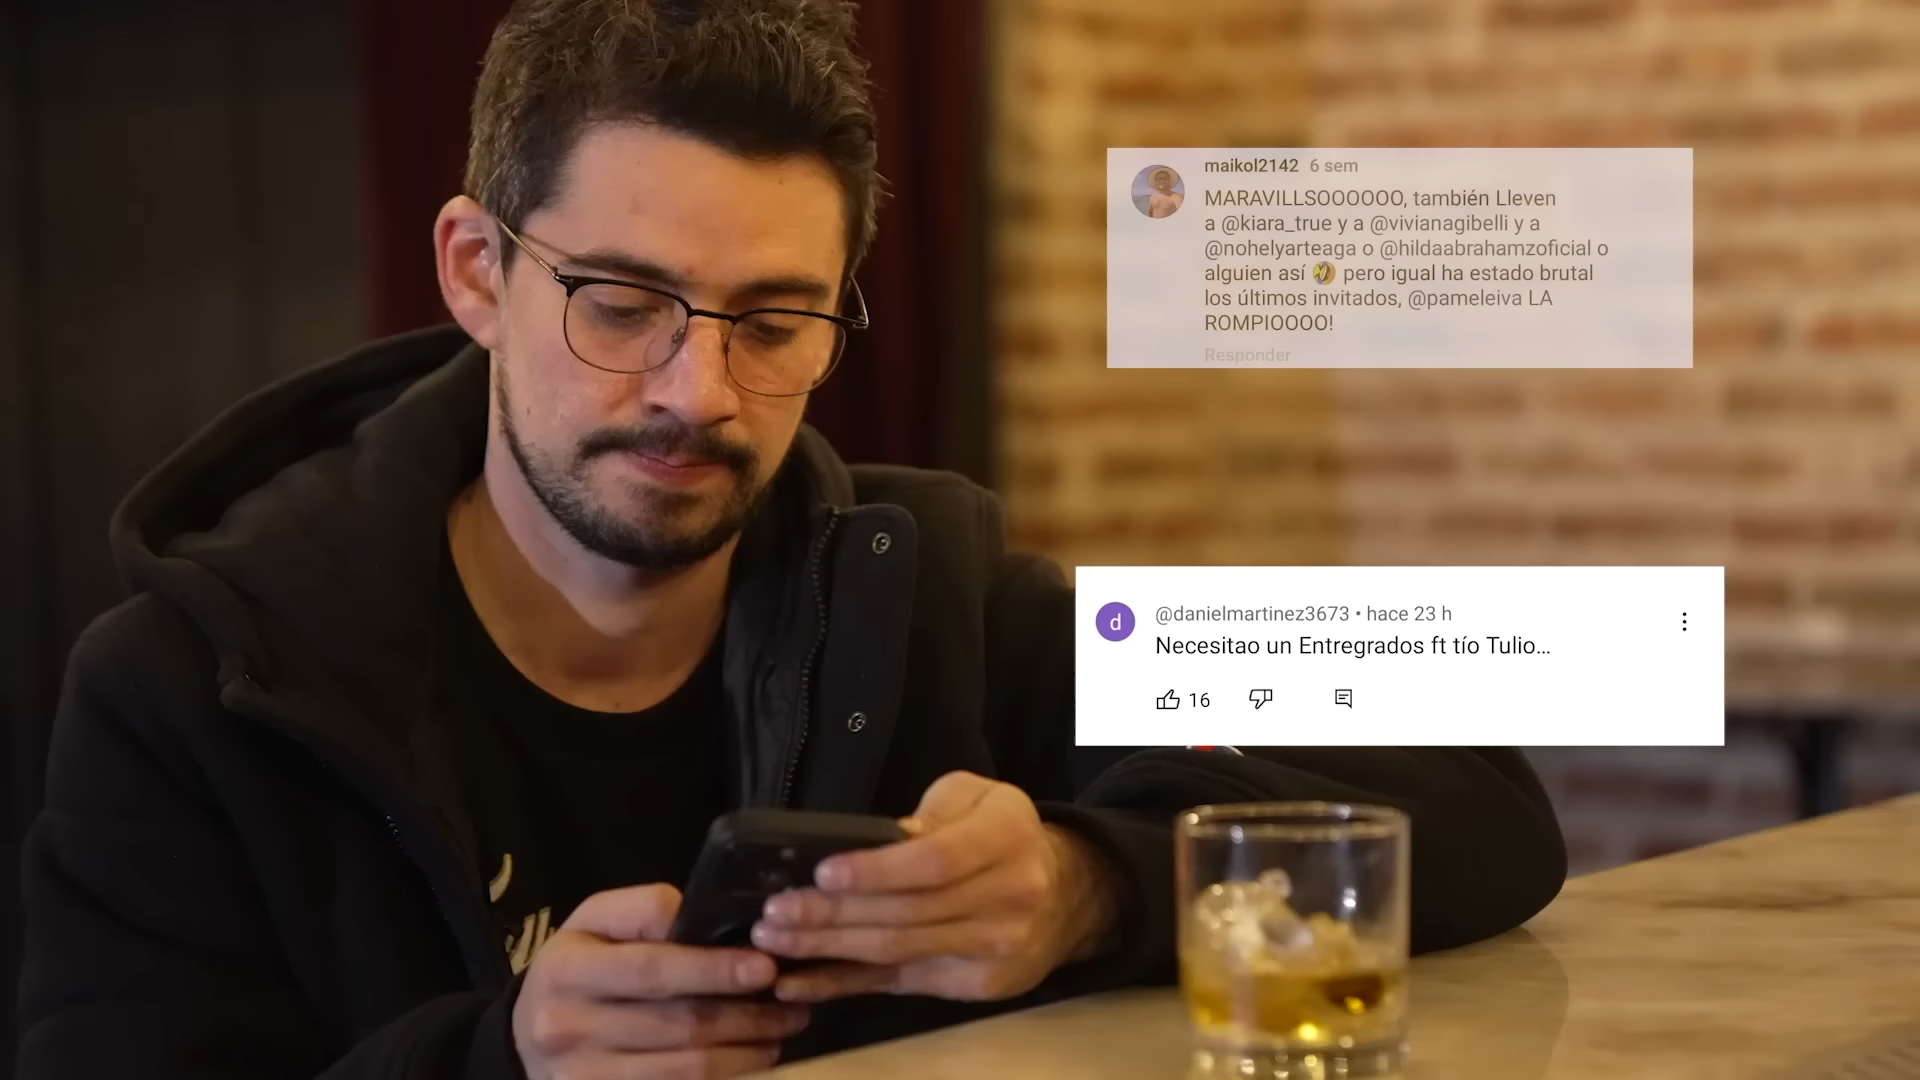 maikol2142 6 sem
MARAVILLSOOOOOO, también Lleven
a @kiara_true y a @vivianagibelli y a
@nohelyarteaga o @hildaabrahamzoficial o
alguien así 🤣 pero igual ha estado brutal
los últimos invitados, @pameleiva LA
ROMPIOOOO!
Responder
d
@danielmartinez3673 • hace 23 h
Necesitao un Entregrados ft tío Tulio...
16